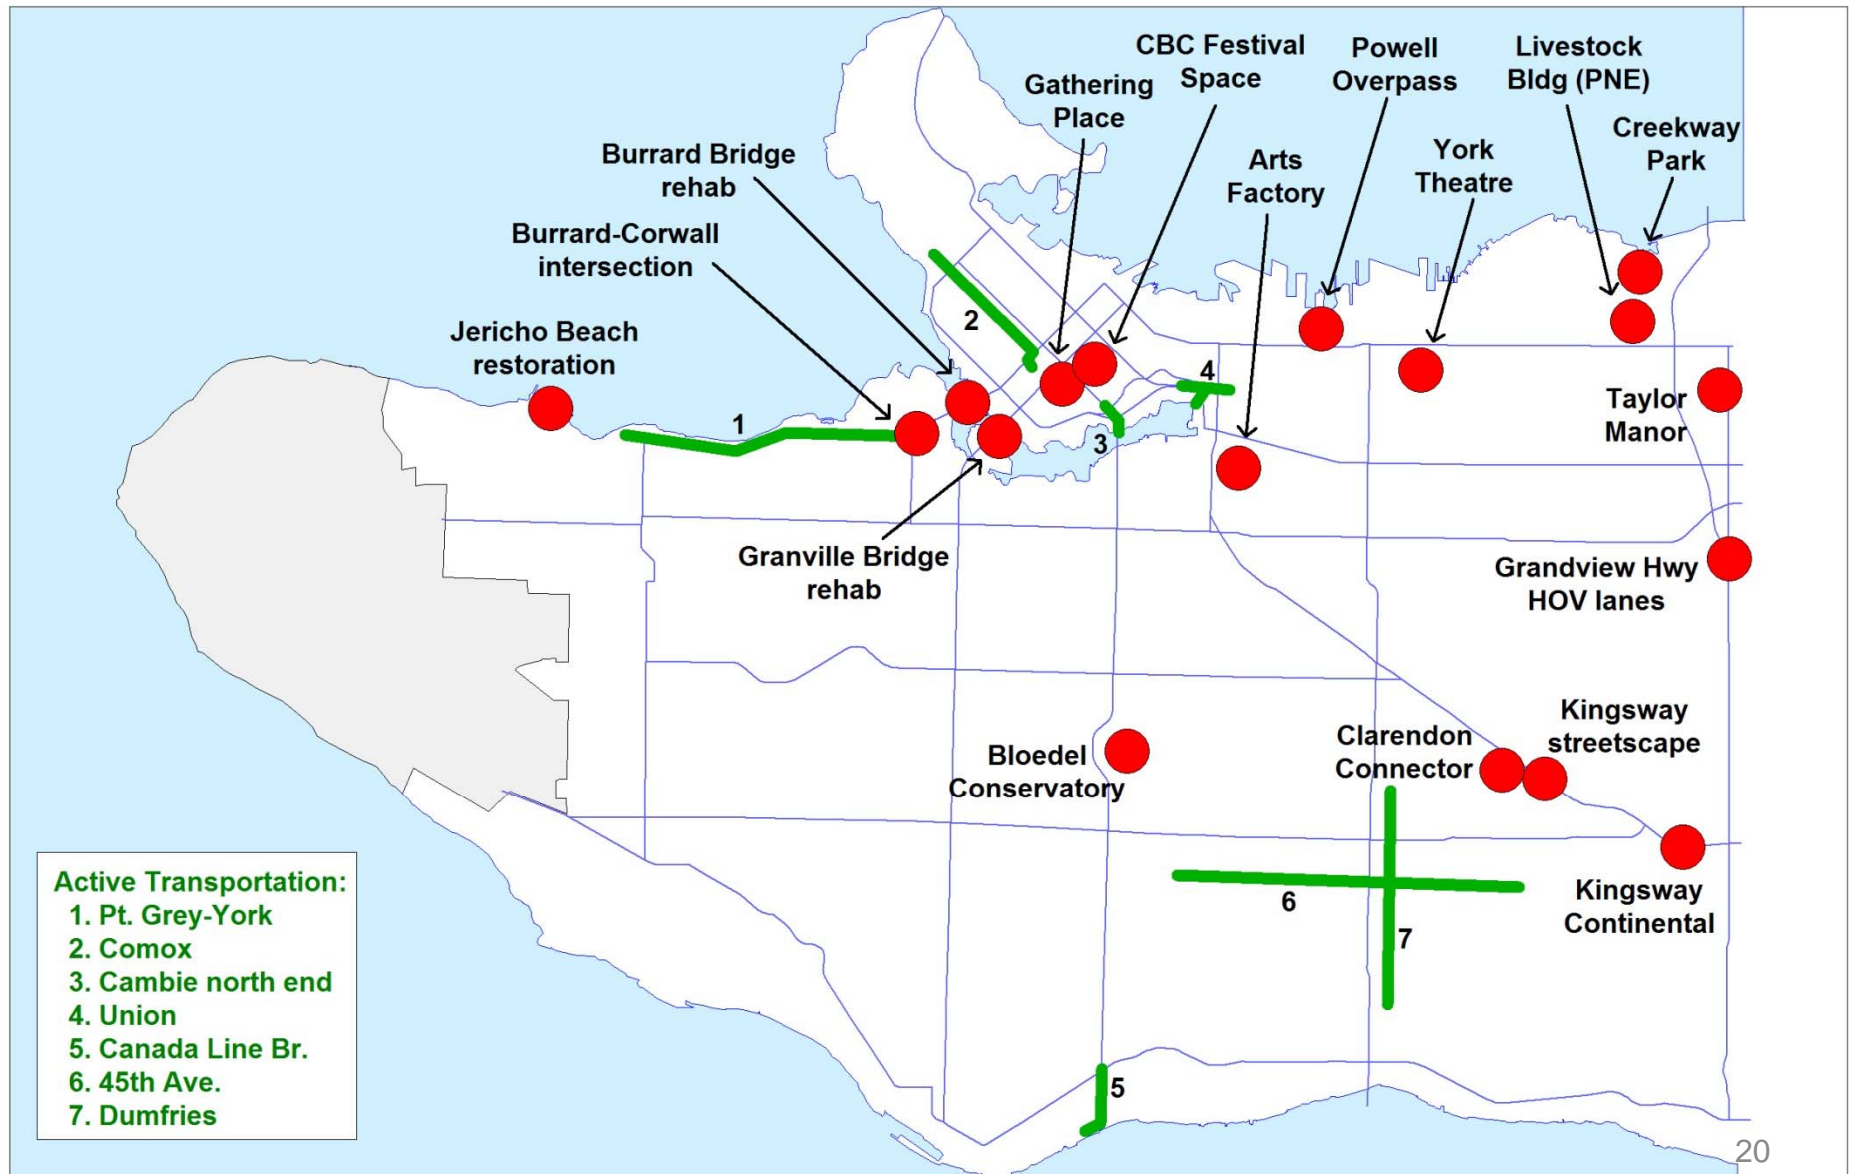 CBC Festival
Space
Powell
Overpass
Livestock
Bldg (PNE)
Gathering
Place
Creekway
Park
Burrard Bridge
rehab
Arts
Factory
York
Theatre
Burrard-Corwall
intersection
Jericho Beach
restoration
2
4
1
3
Taylor
Manor
Granville Bridge
rehab
Grandview Hwy
HOV lanes
Bloedel
Conservatory
Clarendon
Connector
Kingsway
streetscape
6
7
Kingsway
Continental
5
Active Transportation:
1. Pt. Grey-York
2. Comox
3. Cambie north end
4. Union
5. Canada Line Br.
6. 45th Ave.
7. Dumfries
20